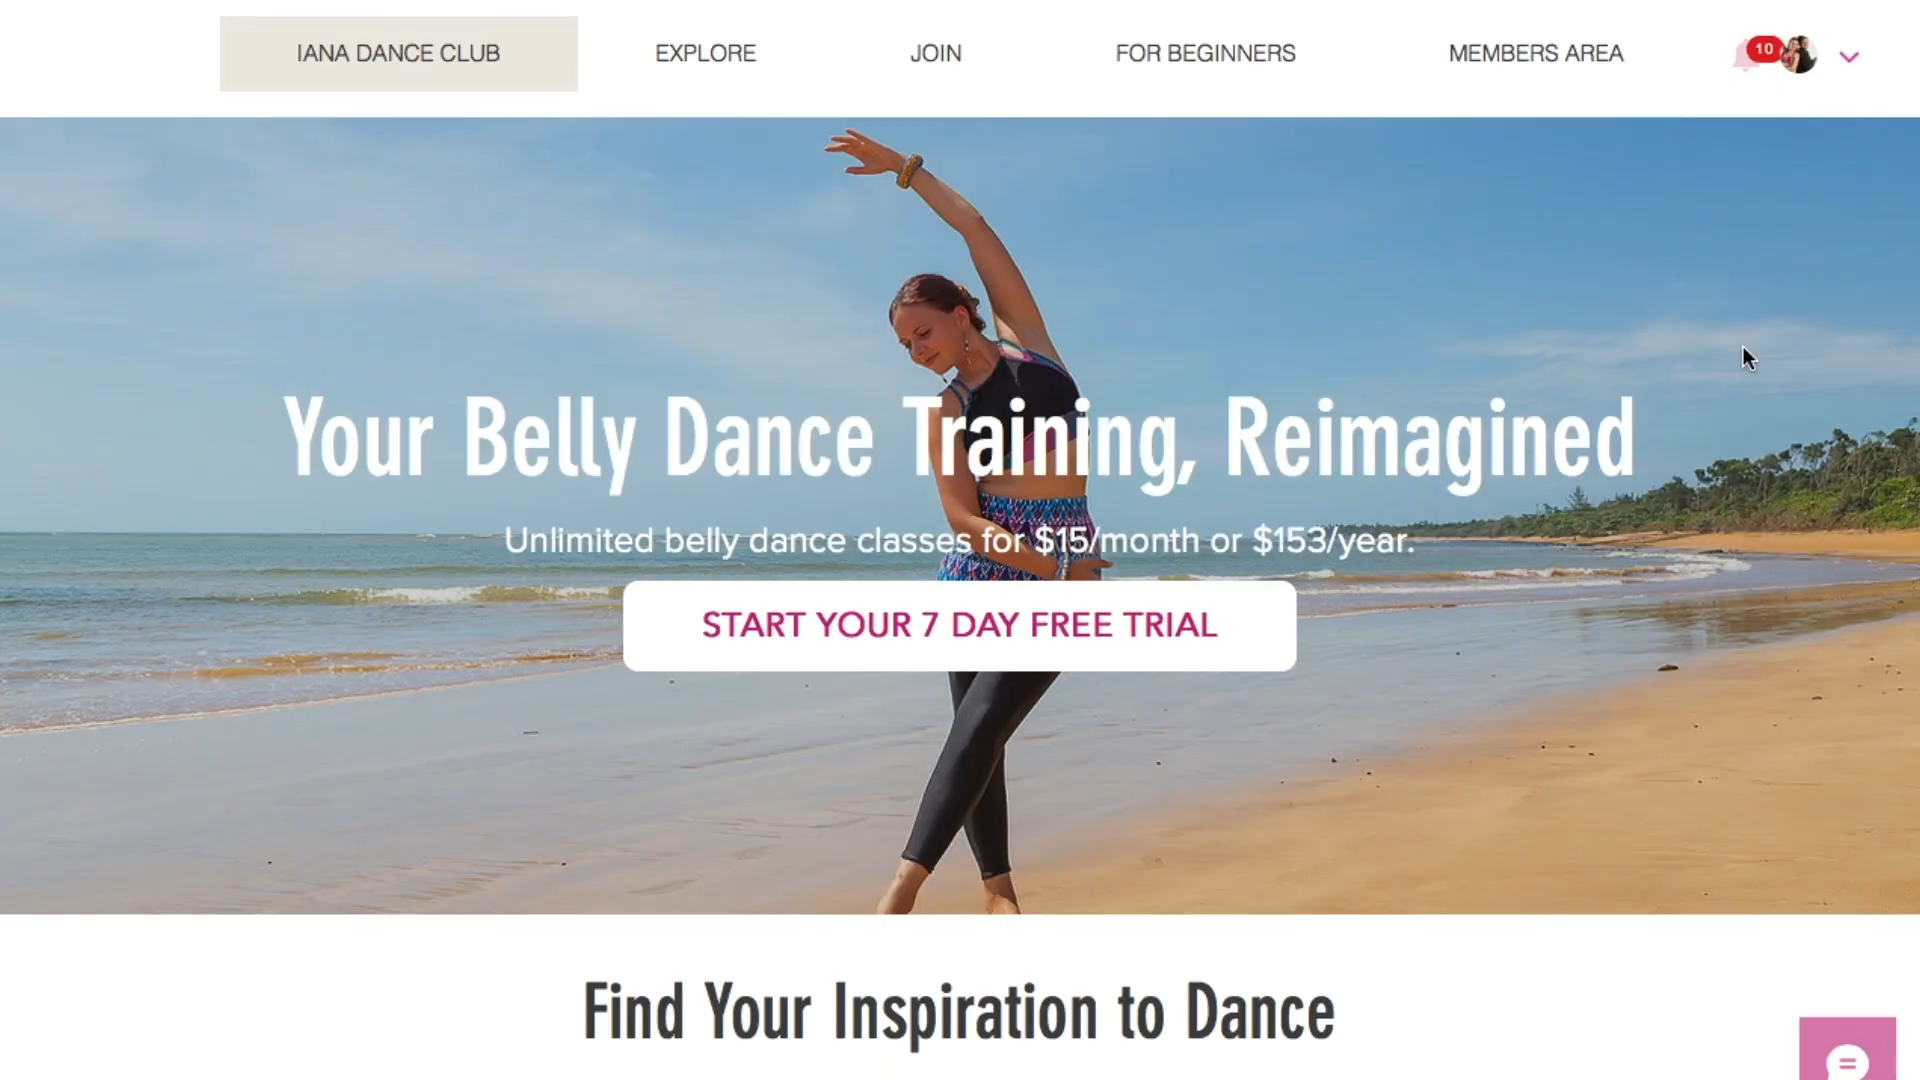 IANA DANCE CLUB
EXPLORE
JOIN
FOR BEGINNERS
MEMBERS AREA
10
Your Belly Dance Training, Reimagined
Unlimited belly dance classes for $15/month or $153/year.
START YOUR 7 DAY FREE TRIAL
Find Your Inspiration to Dance